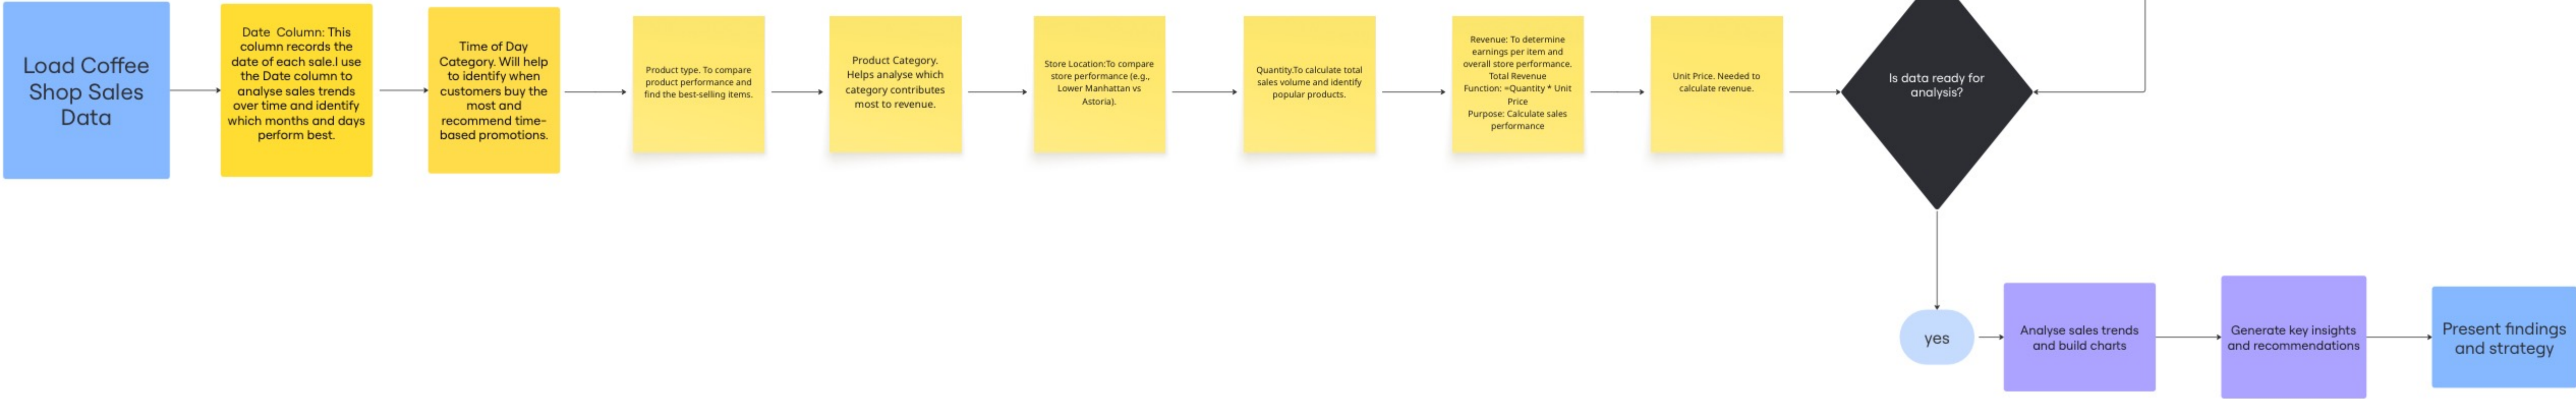 Load Coffee
Shop Sales
Data
Date  Column: This
column records the
date of each sale.I use
the Date column to
analyse sales trends
over time and identify
which months and days
perform best.
Time of Day
Category. Will help
to identify when
customers buy the
most and
recommend time-
based promotions.
Product type. To compare
product performance and
find the best-selling items.
Product Category.
Helps analyse which
category contributes
most to revenue.
Store Location:To compare
store performance (e.g.,
Lower Manhattan vs
Astoria).
Quantity.To calculate total
sales volume and identify
popular products.
Revenue: To determine
earnings per item and
overall store performance.
Total Revenue
Function: =Quantity * Unit
Price
Purpose: Calculate sales
performance
Unit Price. Needed to
calculate revenue.
Is data ready for
analysis?
yes
Analyse sales trends
and build charts
Generate key insights
and recommendations
Present findings
and strategy